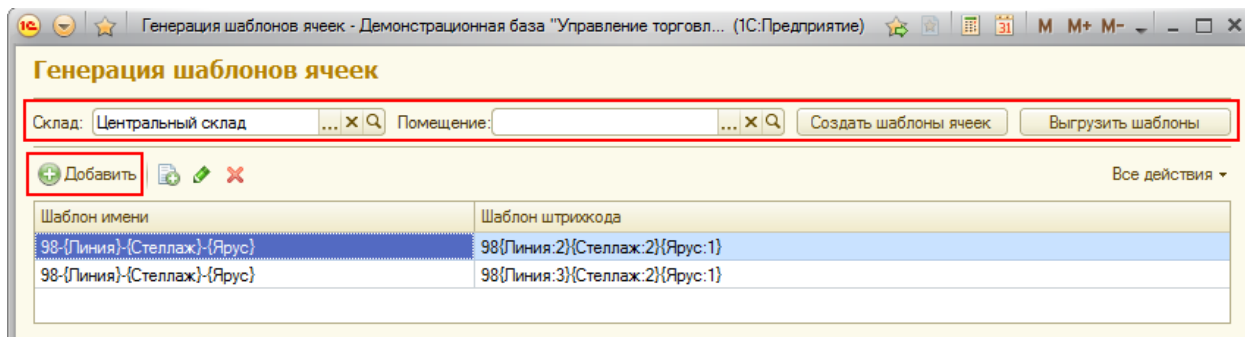 Генерация шаблонов ячеек - Демонстрационная база "Управление торговл... (1С:Предприятие) 31 M M+ M-
Генерация шаблонов ячеек
Склад: Центральный склад ... Помещение: ... Создать шаблоны ячеек Выгрузить шаблоны
Добавить Все действия
Шаблон имени Шаблон штрихкода
98-{Линия}-{Стеллаж}-{Ярус} 98{Линия:2}{Стеллаж:2}{Ярус:1}
98-{Линия}-{Стеллаж}-{Ярус} 98{Линия:3}{Стеллаж:2}{Ярус:1}